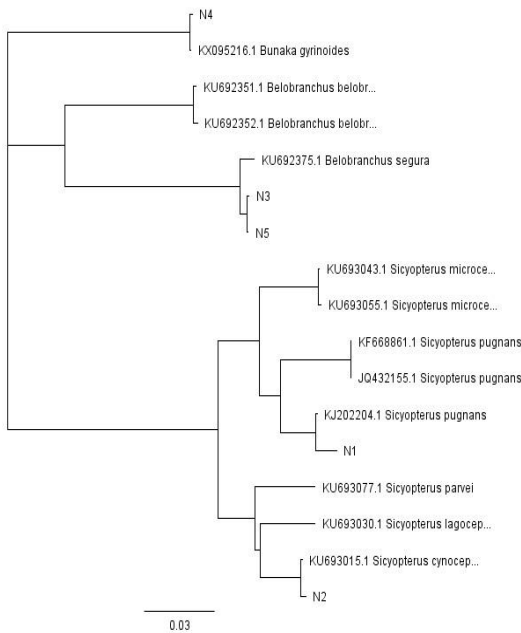 N4
KX095216.1 Bunaka gyrinoides
KU692351.1 Belobranchus belobr...
KU692352.1 Belobranchus belobr...
KU692375.1 Belobranchus segura
N3
N5
KU693043.1 Sicyopterus microce...
KU693055.1 Sicyopterus microce...
KF668861.1 Sicyopterus pugnans
JQ432155.1 Sicyopterus pugnans
KJ202204.1 Sicyopterus pugnans
N1
KU693077.1 Sicyopterus parvei
KU693030.1 Sicyopterus lagocep...
KU693015.1 Sicyopterus cynocep...
N2
0.03